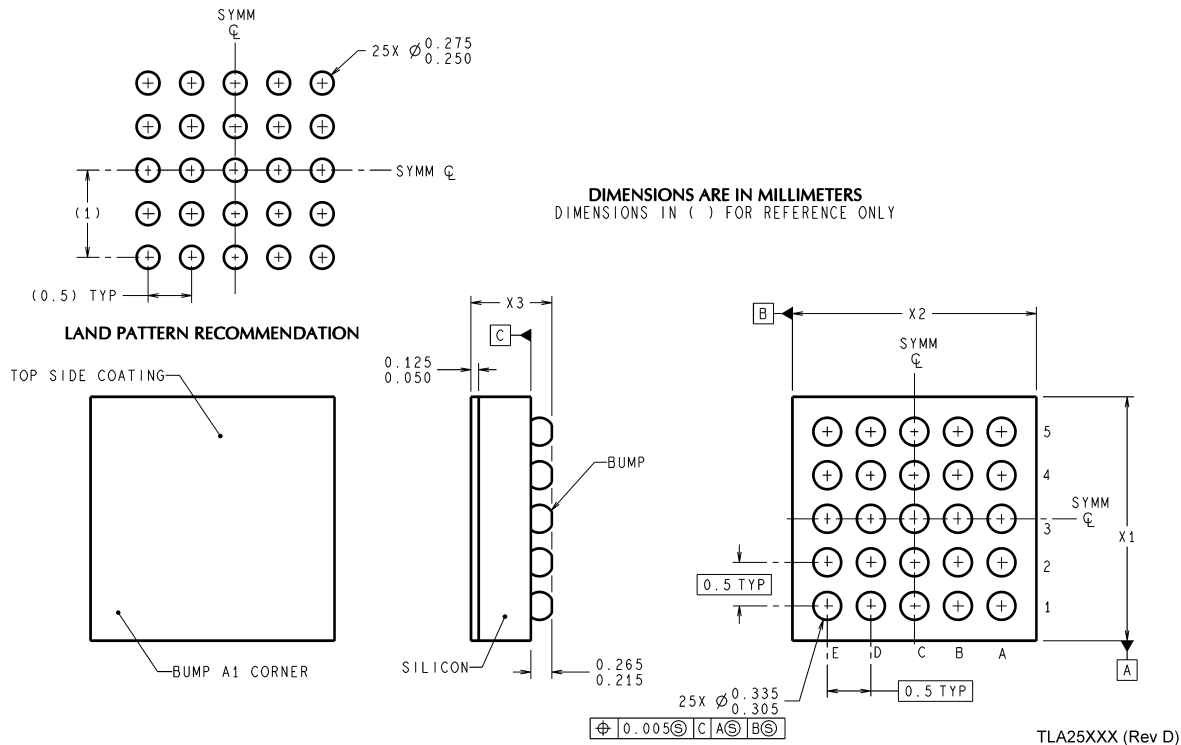 SYMM
℄
25X ⌀0.275
0.250
SYMM ℄
(1)
(0.5) TYP
LAND PATTERN RECOMMENDATION
DIMENSIONS ARE IN MILLIMETERS
DIMENSIONS IN ( ) FOR REFERENCE ONLY
TOP SIDE COATING
BUMP A1 CORNER
X3
C
0.125
0.050
BUMP
SILICON
0.265
0.215
B
X2
SYMM
℄
5
4
3
2
1
SYMM
℄
X1
0.5 TYP
E D C B A
A
0.5 TYP
25X ⌀0.335
0.305
⌖ 0.005Ⓢ C AⓈ BⓈ
TLA25XXX (Rev D)